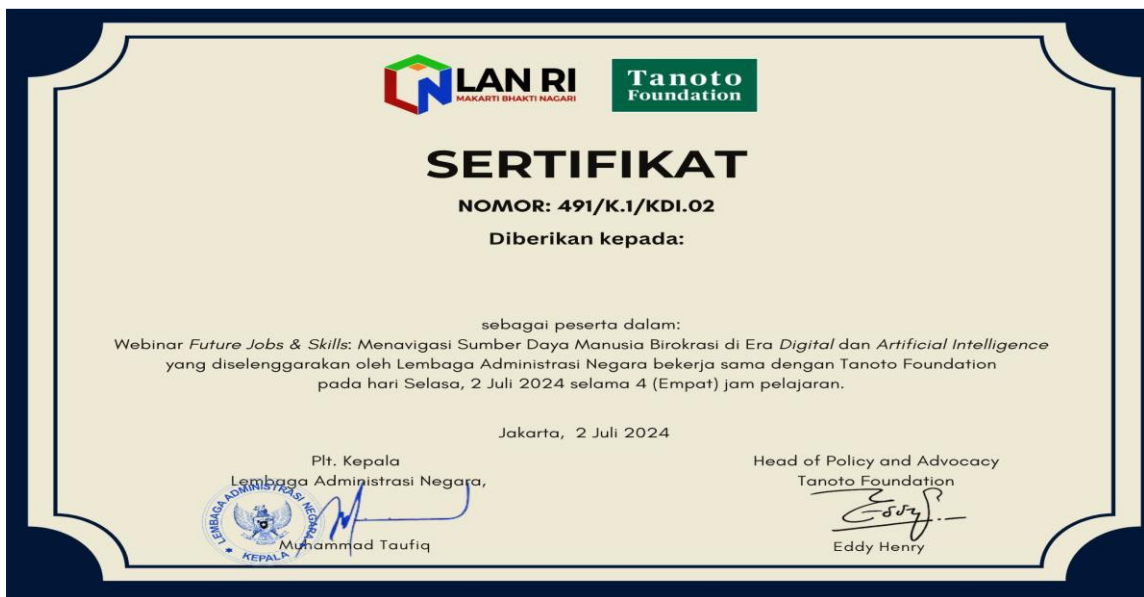 LAN RI
MAKARTI BHAKTI NAGARI
Tanoto
Foundation
SERTIFIKAT
NOMOR: 491/K.1/KDI.02
Diberikan kepada:
sebagai peserta dalam:
Webinar Future Jobs & Skills: Menavigasi Sumber Daya Manusia Birokrasi di Era Digital dan Artificial Intelligence
yang diselenggarakan oleh Lembaga Administrasi Negara bekerja sama dengan Tanoto Foundation
pada hari Selasa, 2 Juli 2024 selama 4 (Empat) jam pelajaran.
Jakarta, 2 Juli 2024
Plt. Kepala
Lembaga Administrasi Negara,
LEMBAGA ADMINISTRASI NEGARA
KEPALA
Muhammad Taufiq
Head of Policy and Advocacy
Tanoto Foundation
Eddy
Eddy Henry